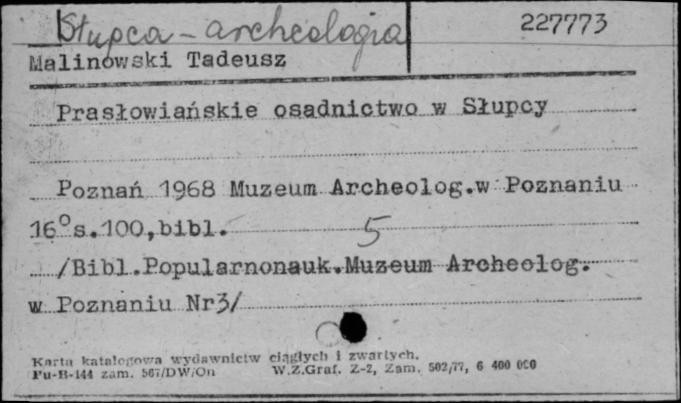 Słupca - archeologia 227773
Malinowski Tadeusz
Prasłowiańskie osadnictwo w Słupcy
Poznań 1968 Muzeum Archeolog.w Poznaniu
16° s.100,bibl. 5
/Bibl.Popularnonauk.Muzeum Archeolog.
w Poznaniu Nr3/
Karta katalogowa wydawnictw ciągłych i zwartych.
Pu-B-144 zam. 567/DW/On W.Z.Graf. Z-2, Zam. 502/77, 6 400 000